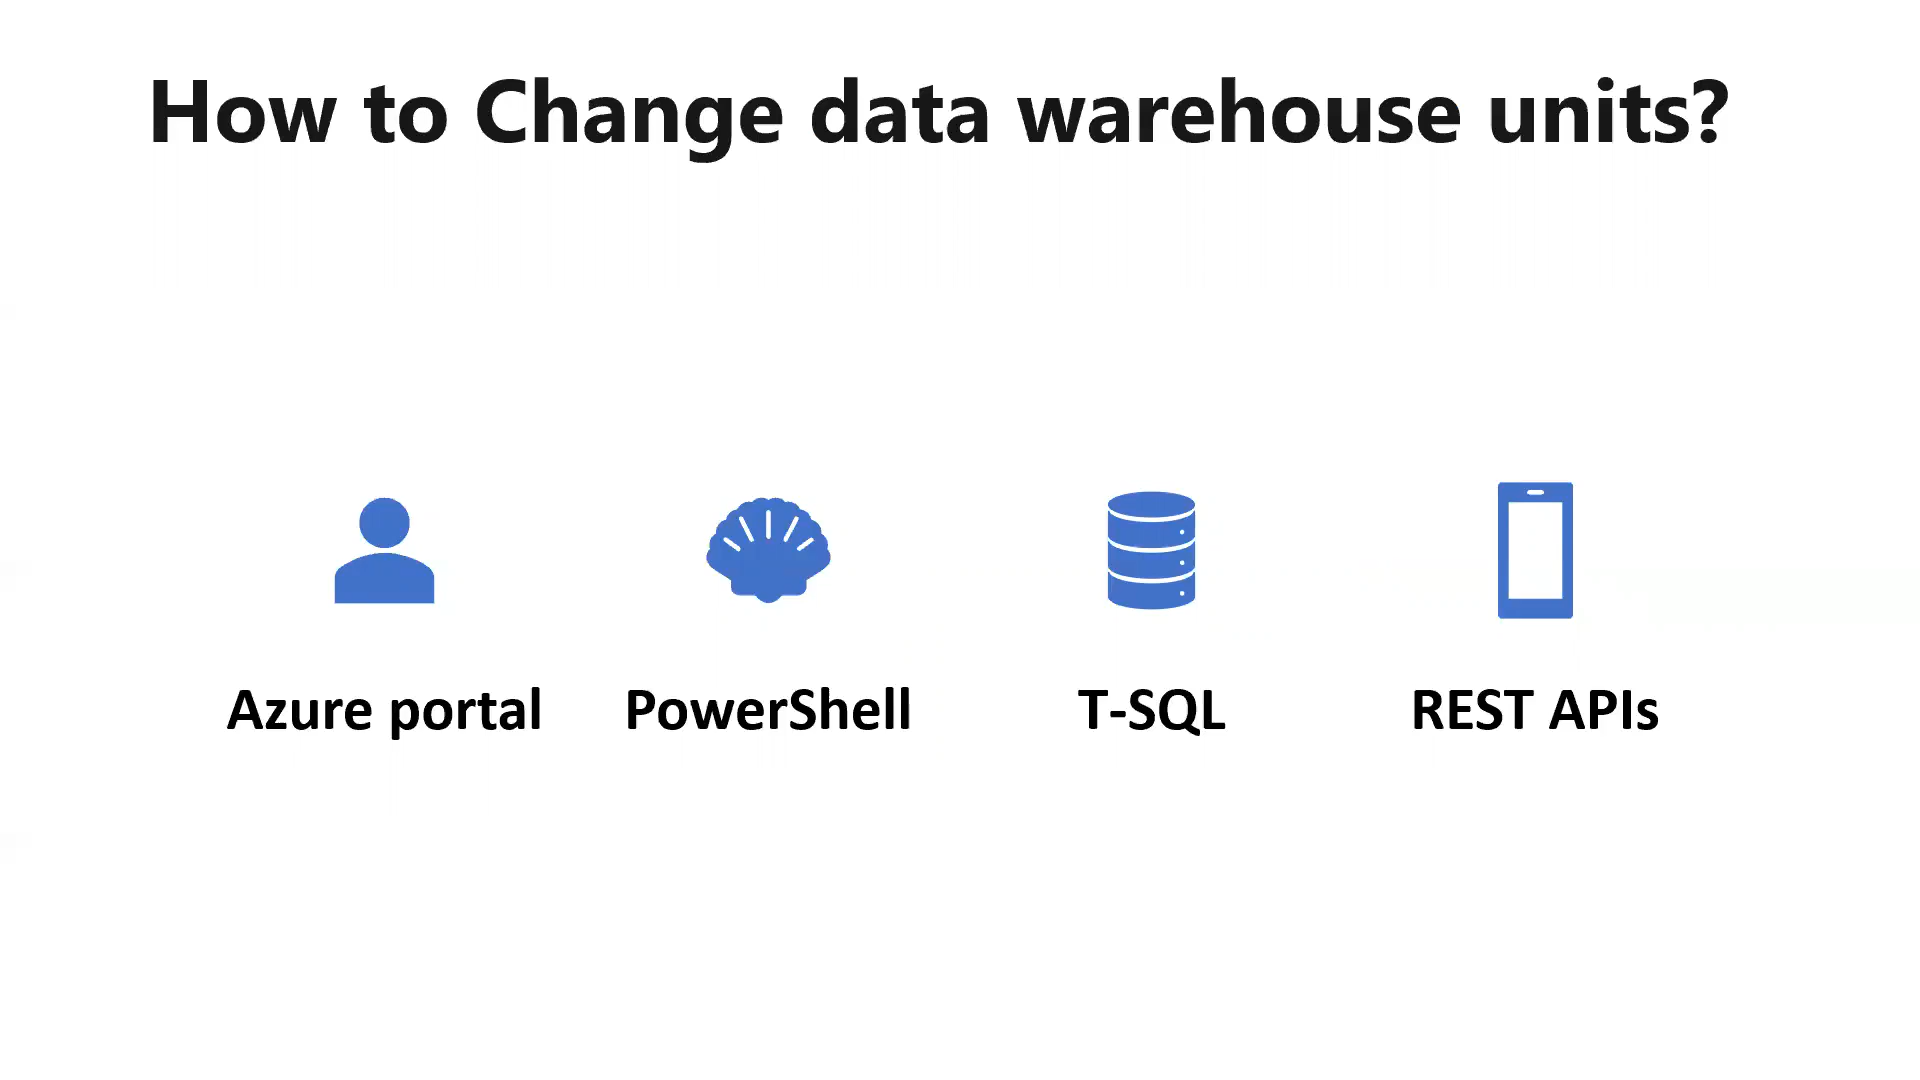 How to Change data warehouse units?
Azure portal
PowerShell
T-SQL
REST APIs